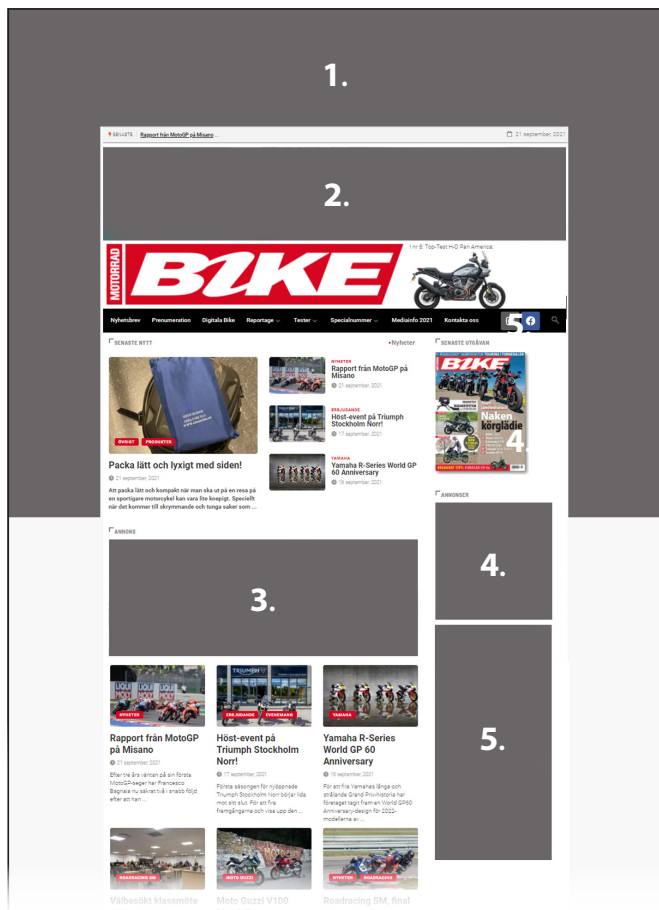 1.
SENASTE
Rapport från MotoGP på Misano ...
21 september, 2021
2.
MOTORRAD
BIKE
I nr 8: Top-Test H-D Pan America:
Nyhetsbrev Prenumeration Digitala Bike Reportage Tester Specialnummer Mediainfo 2021 Kontakta oss
5.
SENASTE NYTT
Nyheter
ÖVRIGT PRODUKTER
Packa lätt och lyxigt med siden!
21 september, 2021
Att packa lätt och kompakt när man ska ut på en resa på
en sportigare motorcykel kan vara lite knepigt. Speciellt
när det kommer till skrymmande och tunga saker som ...
NYHETER
Rapport från MotoGP på
Misano
21 september, 2021
ERBJUDANDE
Höst-event på Triumph
Stockholm Norr!
17 september, 2021
YAMAHA
Yamaha R-Series World GP
60 Anniversary
16 september, 2021
SENASTE UTGÅVAN
BIKE
Naken
körglädje
4.
ANNONSER
4.
5.
ANNONS
3.
NYHETER
Rapport från MotoGP
på Misano
21 september, 2021
Efter tre års väntan på sin första
MotoGP-seger har Francesco
Bagnaia nu säkrat två i snabb följd
efter att han ...
TRIUMPH
ERBJUDANDE EVENEMANG
Höst-event på
Triumph Stockholm
Norr!
17 september, 2021
Första säsongen för nyöppnade
Triumph Stockholm Norr börjar lida
mot sitt slut. För att fira
framgångarna och visa upp den ...
YAMAHA
Yamaha R-Series
World GP 60
Anniversary
16 september, 2021
För att fira Yamahas långa och
strålande Grand Prix-historia har
företaget tagit fram en World GP60
Anniversary-design för 2022-
modellerna av ...
ROADRACING SM
Välbesökt klassmöte
MOTO GUZZI
Moto Guzzi V100
NYHETER ROADRACING
Roadracing SM, final